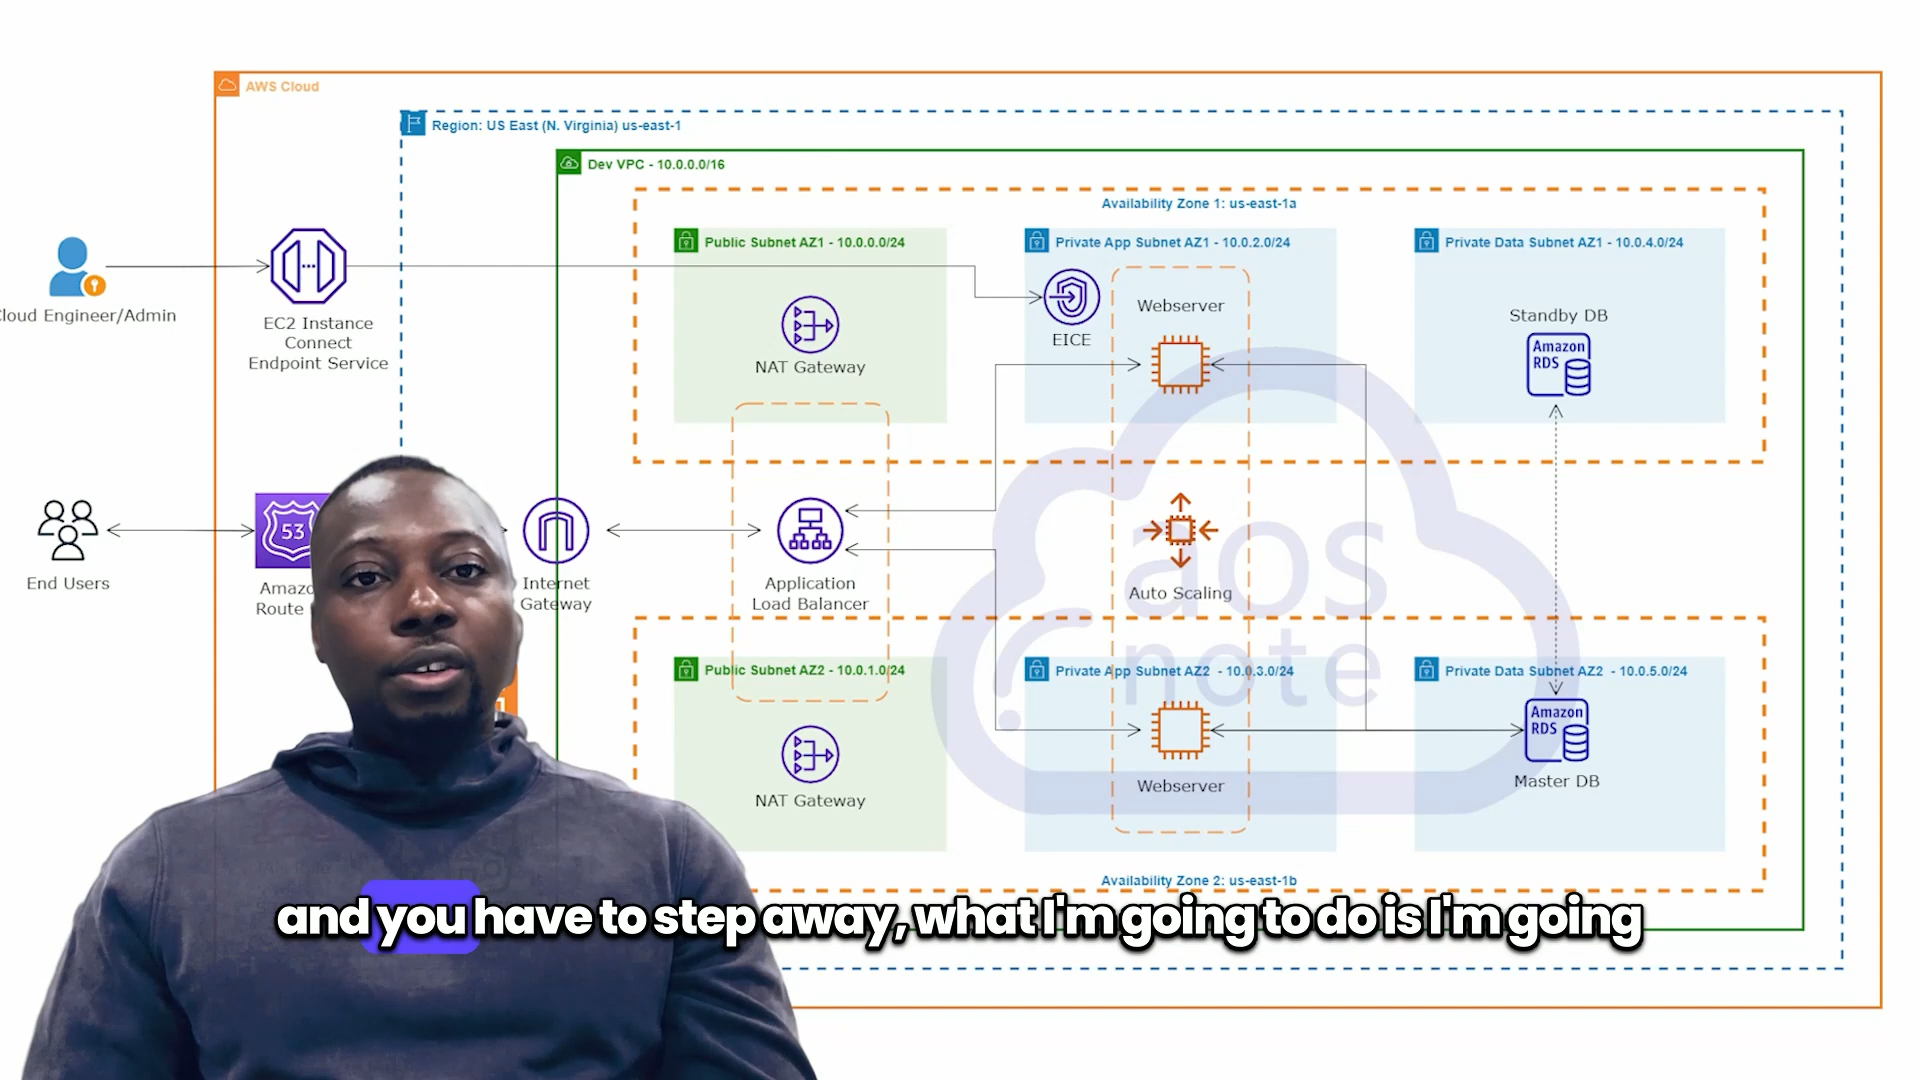 AWS Cloud
Region: US East (N. Virginia) us-east-1
Dev VPC - 10.0.0.0/16
Availability Zone 1: us-east-1a
Public Subnet AZ1 - 10.0.0.0/24
Private App Subnet AZ1 - 10.0.2.0/24
Private Data Subnet AZ1 - 10.0.4.0/24
Cloud Engineer/Admin
EC2 Instance
Connect
Endpoint Service
NAT Gateway
EICE
Webserver
Standby DB
Amazon
RDS
End Users
53
Route
Internet
Gateway
Application
Load Balancer
Auto Scaling
aos
note
Public Subnet AZ2 - 10.0.1.0/24
Private App Subnet AZ2 - 10.0.3.0/24
Private Data Subnet AZ2 - 10.0.5.0/24
NAT Gateway
Webserver
Amazon
RDS
Master DB
Availability Zone 2: us-east-1b
and you have to step away, what I'm going to do is I'm going